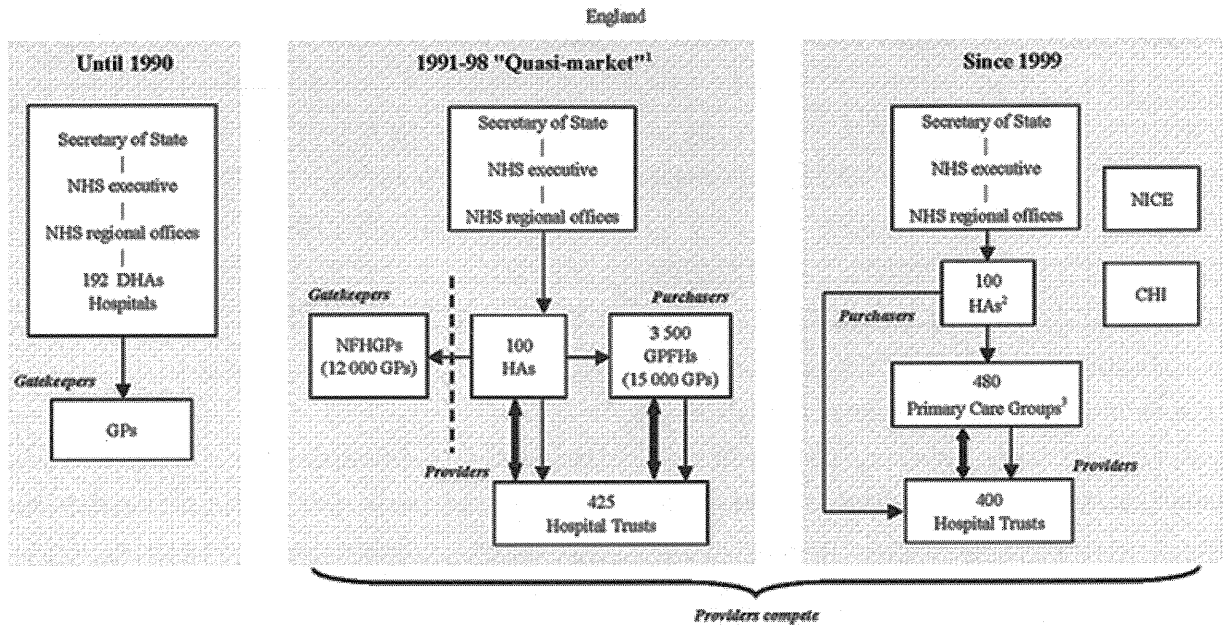 England
Until 1990
Secretary of State
NHS executive
NHS regional offices
192 DHAs
Hospitals
Gatekeepers
GPs
1991-98 "Quasi-market"¹
Secretary of State
NHS executive
NHS regional offices
Gatekeepers
Purchasers
NFHGPs
(12 000 GPs)
100
HAs
3 500
GPFHs
(15 000 GPs)
Providers
425
Hospital Trusts
Since 1999
Secretary of State
NHS executive
NHS regional offices
NICE
CHI
Purchasers
100
HAs²
480
Primary Care Groups³
Providers
400
Hospital Trusts
Providers compete